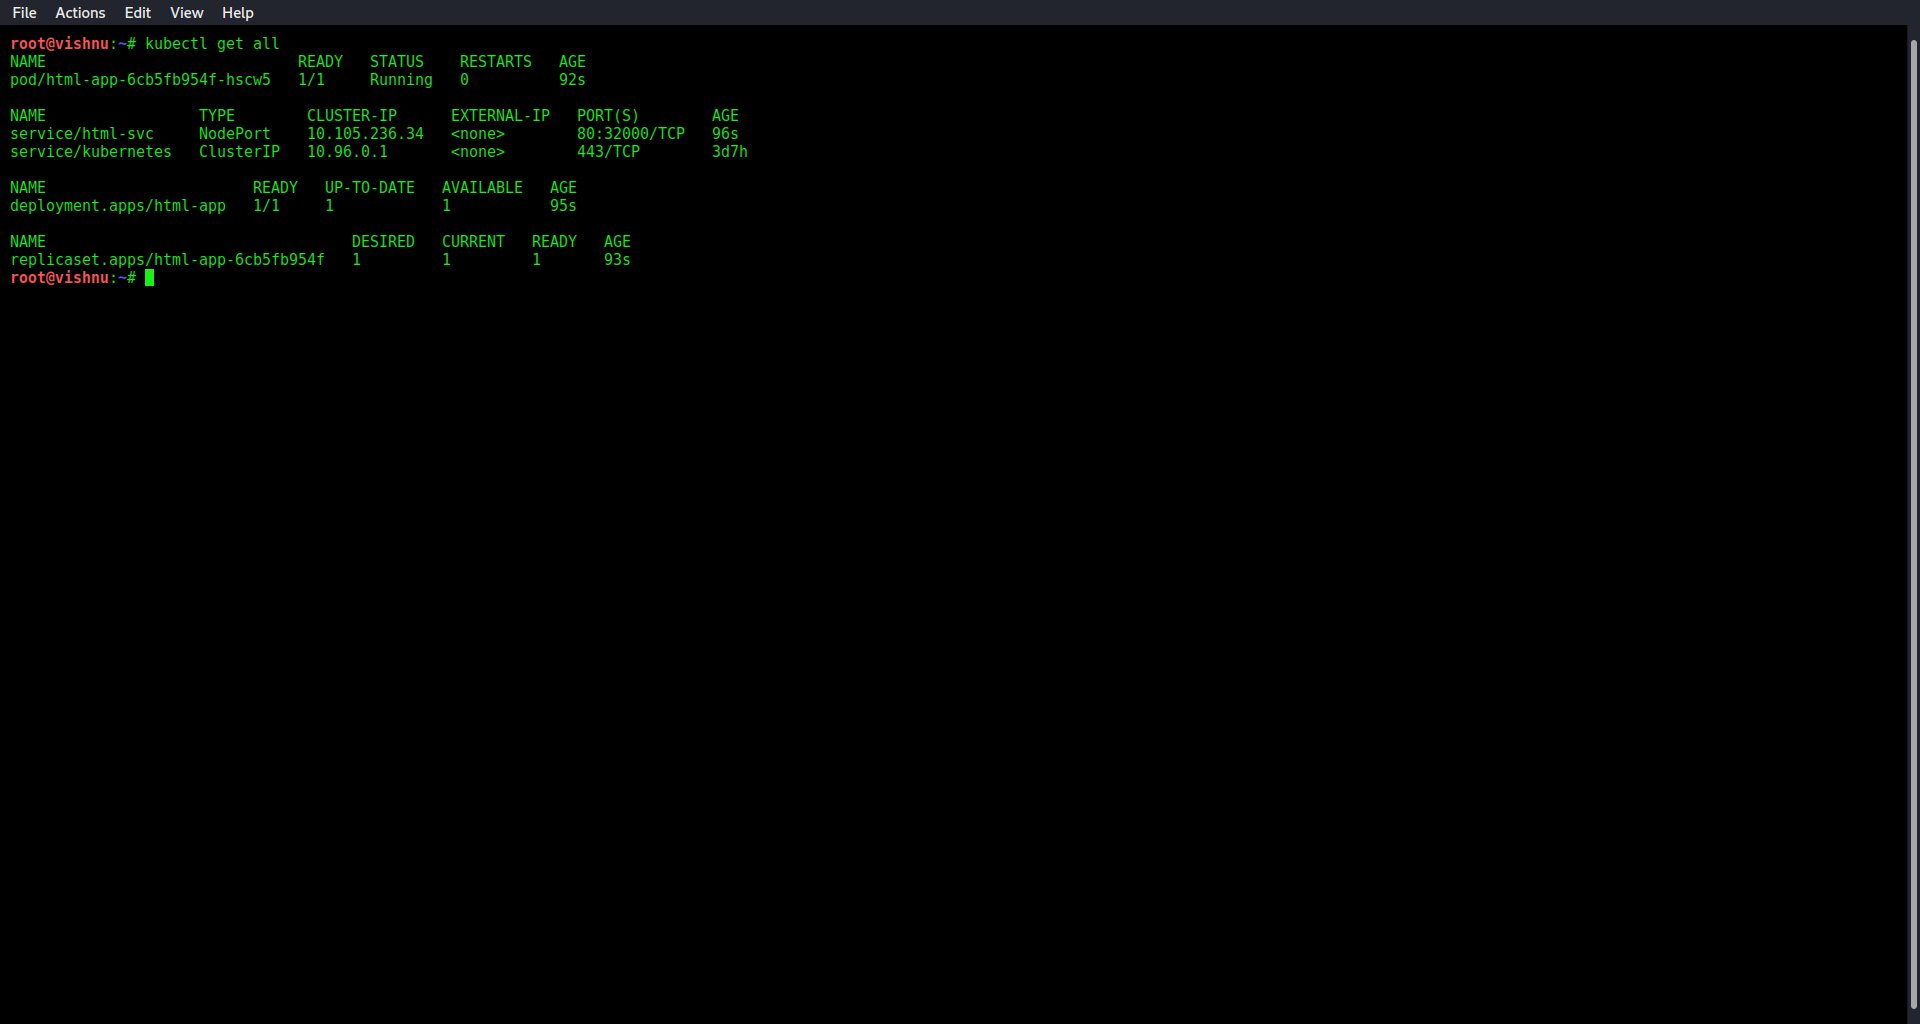 File Actions Edit View Help
root@vishnu:~# kubectl get all
NAME                            READY   STATUS    RESTARTS   AGE
pod/html-app-6cb5fb954f-hscw5   1/1     Running   0          92s

NAME                 TYPE        CLUSTER-IP      EXTERNAL-IP   PORT(S)        AGE
service/html-svc     NodePort    10.105.236.34   <none>        80:32000/TCP   96s
service/kubernetes   ClusterIP   10.96.0.1       <none>        443/TCP        3d7h

NAME                       READY   UP-TO-DATE   AVAILABLE   AGE
deployment.apps/html-app   1/1     1            1           95s

NAME                                  DESIRED   CURRENT   READY   AGE
replicaset.apps/html-app-6cb5fb954f   1         1         1       93s
root@vishnu:~#